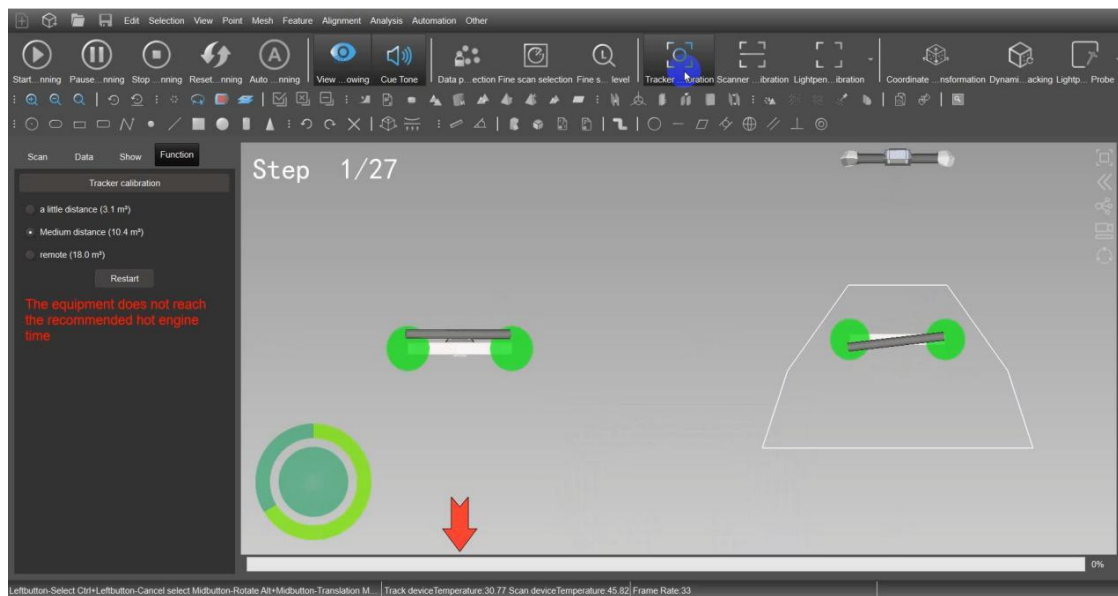 Edit Selection View Point Mesh Feature Alignment Analysis Automation Other
Start...nning Pause...nning Stop ...nning Reset...nning Auto ...nning View ...owing Cue Tone Data p...ection Fine scan selection Fine s... level Tracker ...ibration Scanner ...ibration Lightpen...ibration Coordinate ...nsformation Dynami...acking Lightp... Probe
Scan Data Show Function
Tracker calibration
a little distance (3.1 m³)
Medium distance (10.4 m³)
remote (18.0 m³)
Restart
The equipment does not reach
the recommended hot engine
time
Step 1/27
0%
Leftbutton-Select Ctrl+Leftbutton-Cancel select Midbutton-Rotate Alt+Midbutton-Translation M... Track deviceTemperature:30.77 Scan deviceTemperature:45.82 Frame Rate:33